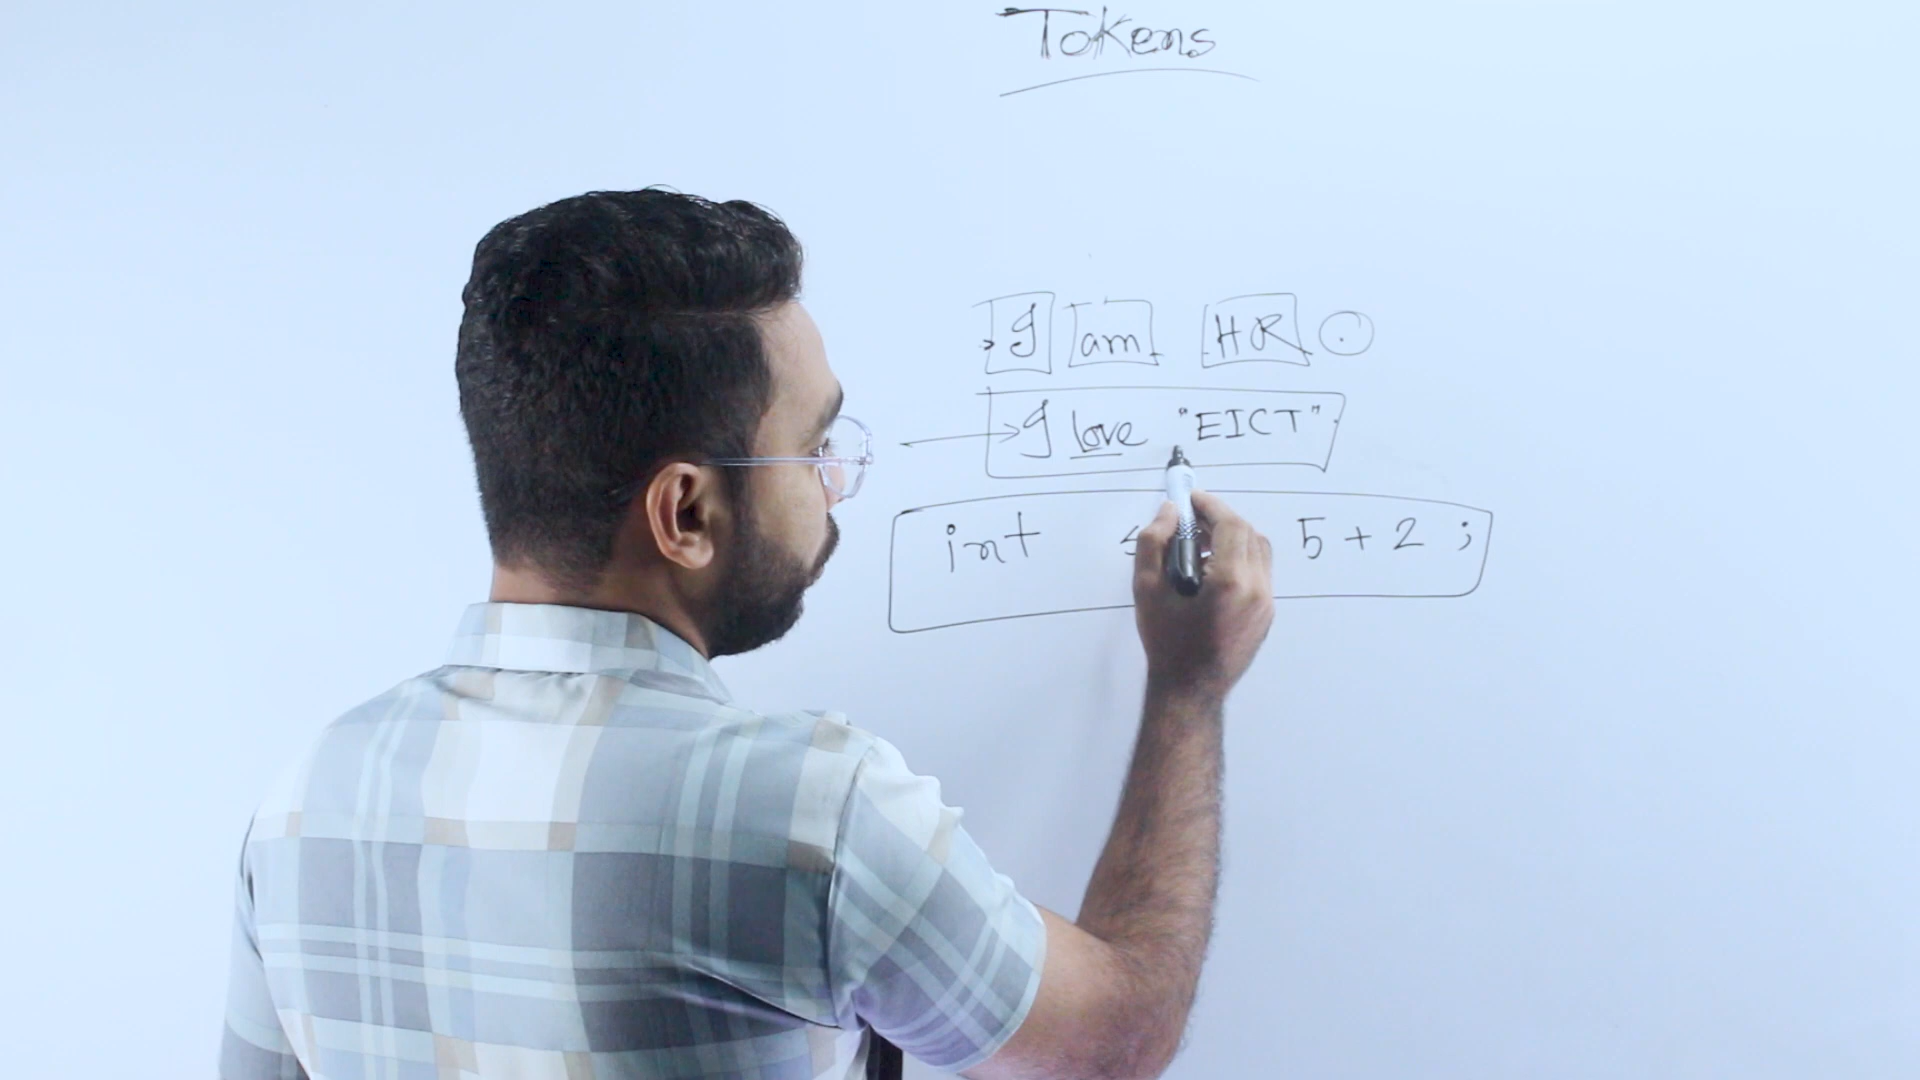 Tokens
I am HR .
I love "EICT".
int 5 + 2 ;